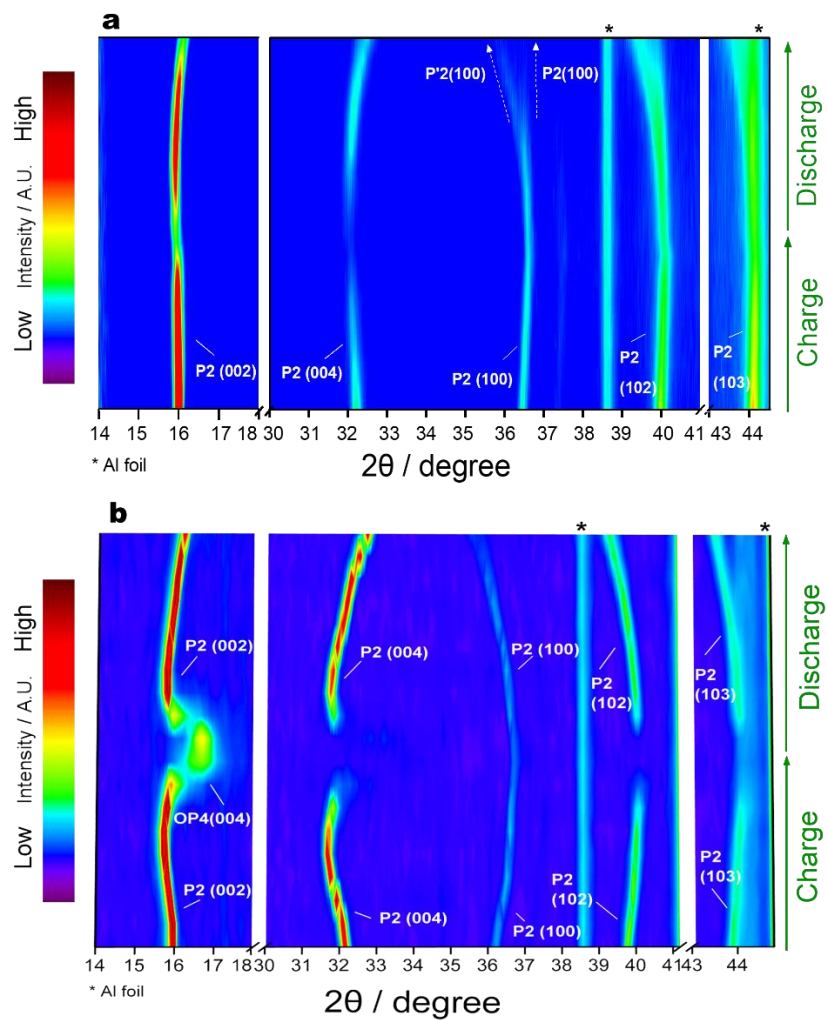 a
* *
High
Intensity / A.U.
Low
P'2(100) P2(100)
P2 (002)
P2 (004)
P2 (100)
P2
(102)
P2
(103)
Discharge
Charge
14 15 16 17 18 30 31 32 33 34 35 36 37 38 39 40 41 43 44
* Al foil
2θ / degree
b
* *
High
Intensity / A.U.
Low
P2 (002)
P2 (004)
P2 (100)
P2
(102)
P2
(103)
OP4(004)
P2 (002)
P2 (004)
P2 (100)
P2
(102)
P2
(103)
Discharge
Charge
14 15 16 17 18 30 31 32 33 34 35 36 37 38 39 40 41 43 44
* Al foil
2θ / degree